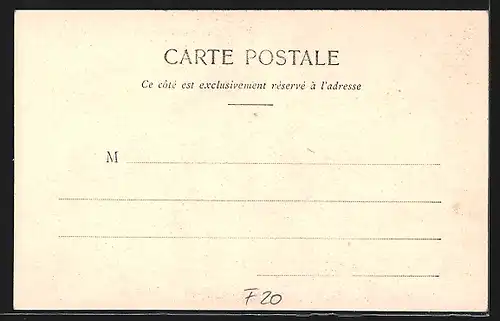 CARTE POSTALE
Ce côté est exclusivement réservé à l'adresse
M
F20